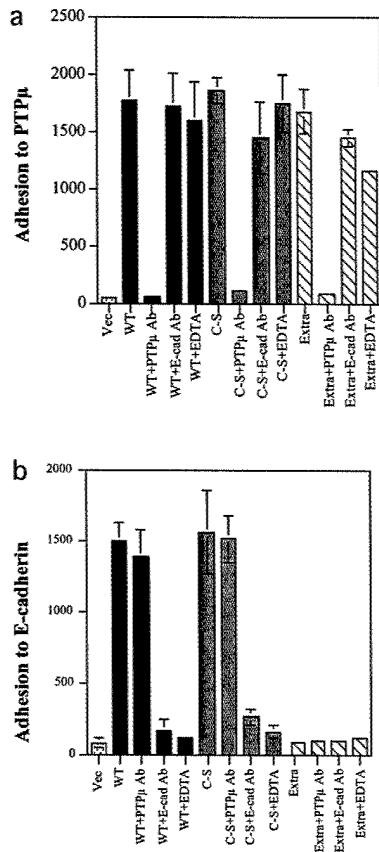 a
Adhesion to PTPμ
2000
1500
1000
500
0
Vec
WT
WT+PTPμ Ab
WT+E-cad Ab
WT+EDTA
C-S
C-S+PTPμ Ab
C-S+E-cad Ab
C-S+EDTA
Extra
Extra+PTPμ Ab
Extra+E-cad Ab
Extra+EDTA
b
Adhesion to E-cadherin
2000
1500
1000
500
0
Vec
WT
WT+PTPμ Ab
WT+E-cad Ab
WT+EDTA
C-S
C-S+PTPμ Ab
C-S+E-cad Ab
C-S+EDTA
Extra
Extra+PTPμ Ab
Extra+E-cad Ab
Extra+EDTA